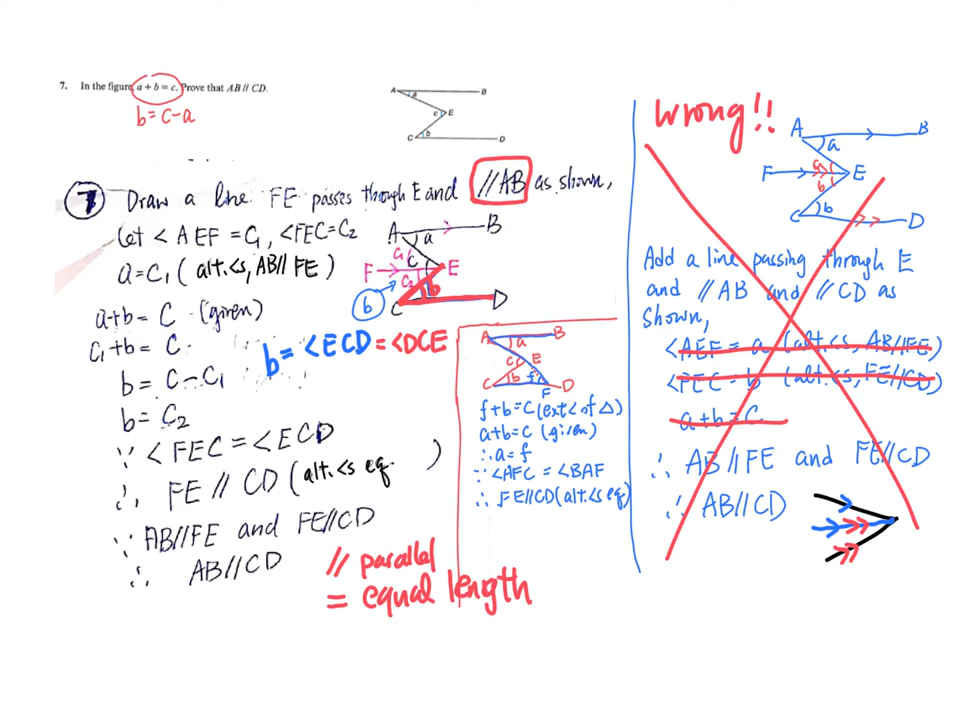 7. In the figure, a + b = c. Prove that AB // CD.
b = c - a
A a B
c E
C b D
⑦ Draw a line FE passes through E and //AB as shown,
Let <AEF = C₁, <FEC = C₂
a = C₁ (alt.<s, AB//FE)
a+b = C (given)
C₁+b = C
b = C - C₁
b = C₂
∵ <FEC = <ECD
∴ FE // CD (alt.<s eq. )
∵ AB//FE and FE//CD
∴ AB//CD
A a B
C₁ C
F E
C₂
b b
C D
b = <ECD = <DCE
// parallel
= equal length
A a B
C E
C b f D
F
f+b = C (ext < of △)
a+b = C (given)
∴ a = f
∵ <AFC = <BAF
∴ FE//CD (alt.<s eq)
wrong!!
A a B
F a E
b
C b D
Add a line passing through E
and //AB and //CD as
shown,
<AEF = a (alt.<s, AB//FE)
<FEC = b (alt.<s, FE//CD)
a+b = C
∴ AB//FE and FE//CD
∴ AB//CD